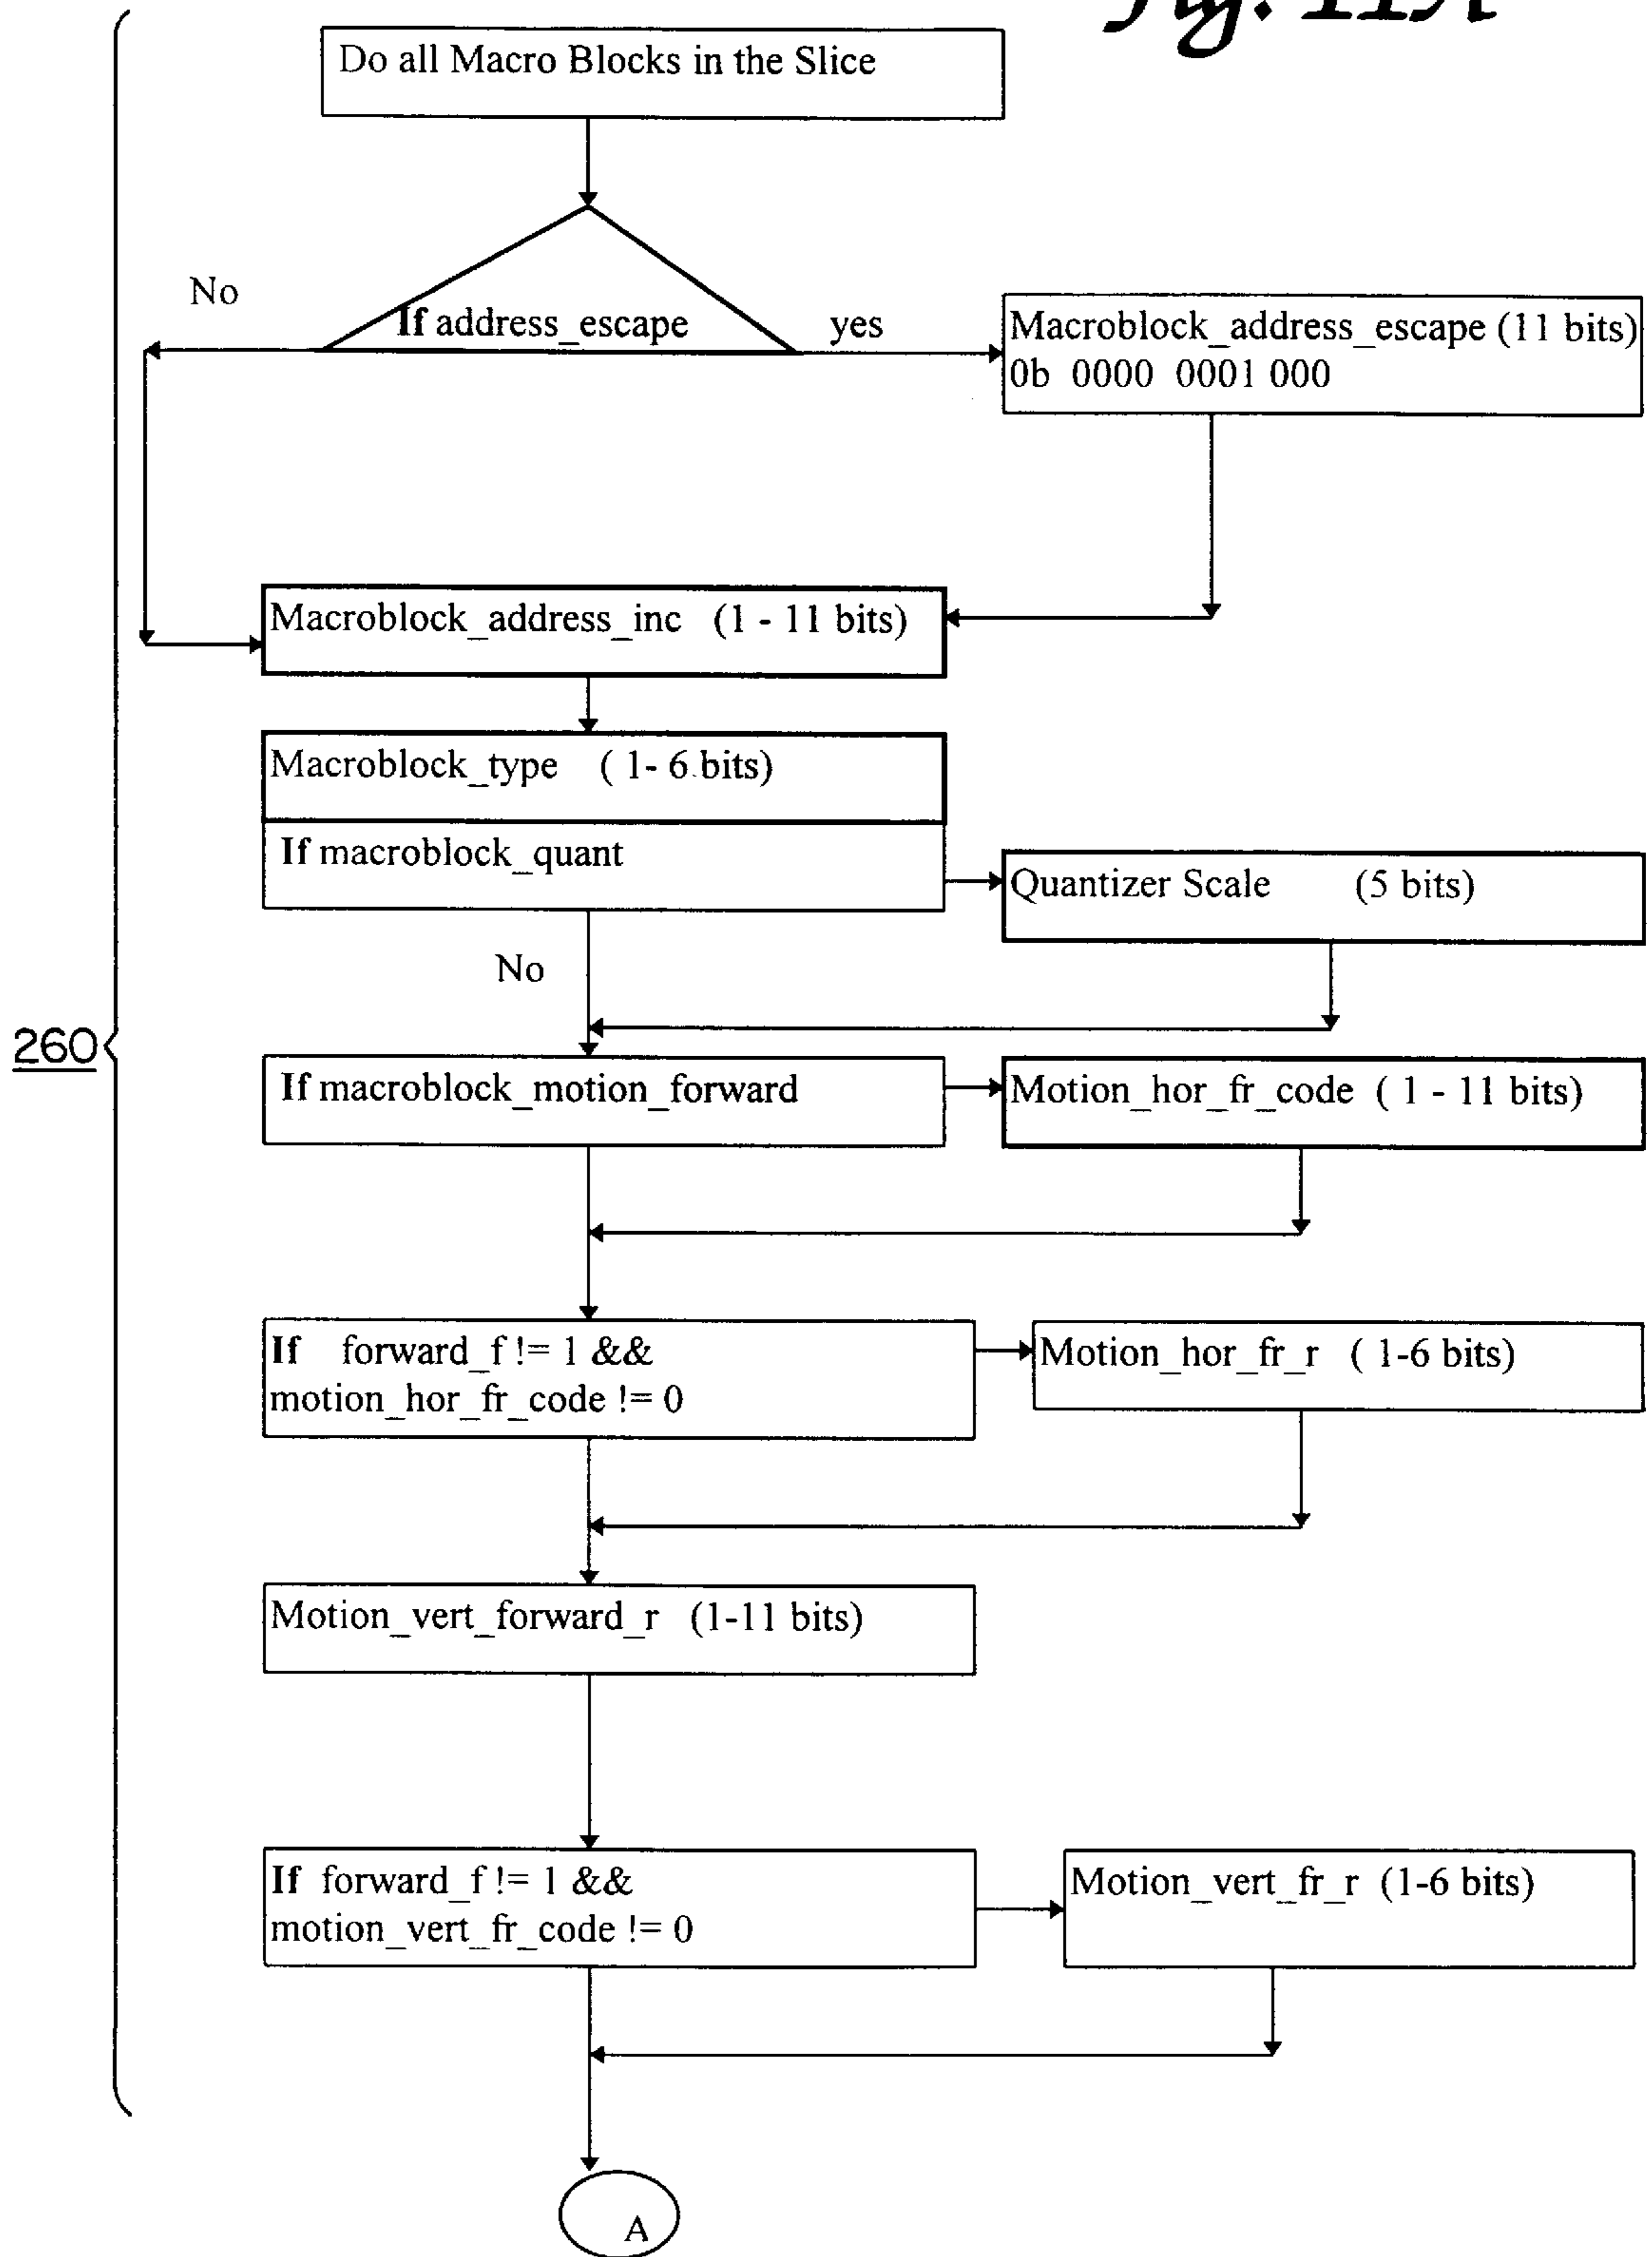 Fig. 11A
Do all Macro Blocks in the Slice
No
If address_escape
yes
Macroblock_address_escape (11 bits)
0b 0000 0001 000
Macroblock_address_inc (1 - 11 bits)
Macroblock_type ( 1- 6 bits)
If macroblock_quant
Quantizer Scale (5 bits)
No
260
If macroblock_motion_forward
Motion_hor_fr_code ( 1 - 11 bits)
If forward_f != 1 &&
motion_hor_fr_code != 0
Motion_hor_fr_r ( 1-6 bits)
Motion_vert_forward_r (1-11 bits)
If forward_f != 1 &&
motion_vert_fr_code != 0
Motion_vert_fr_r (1-6 bits)
A